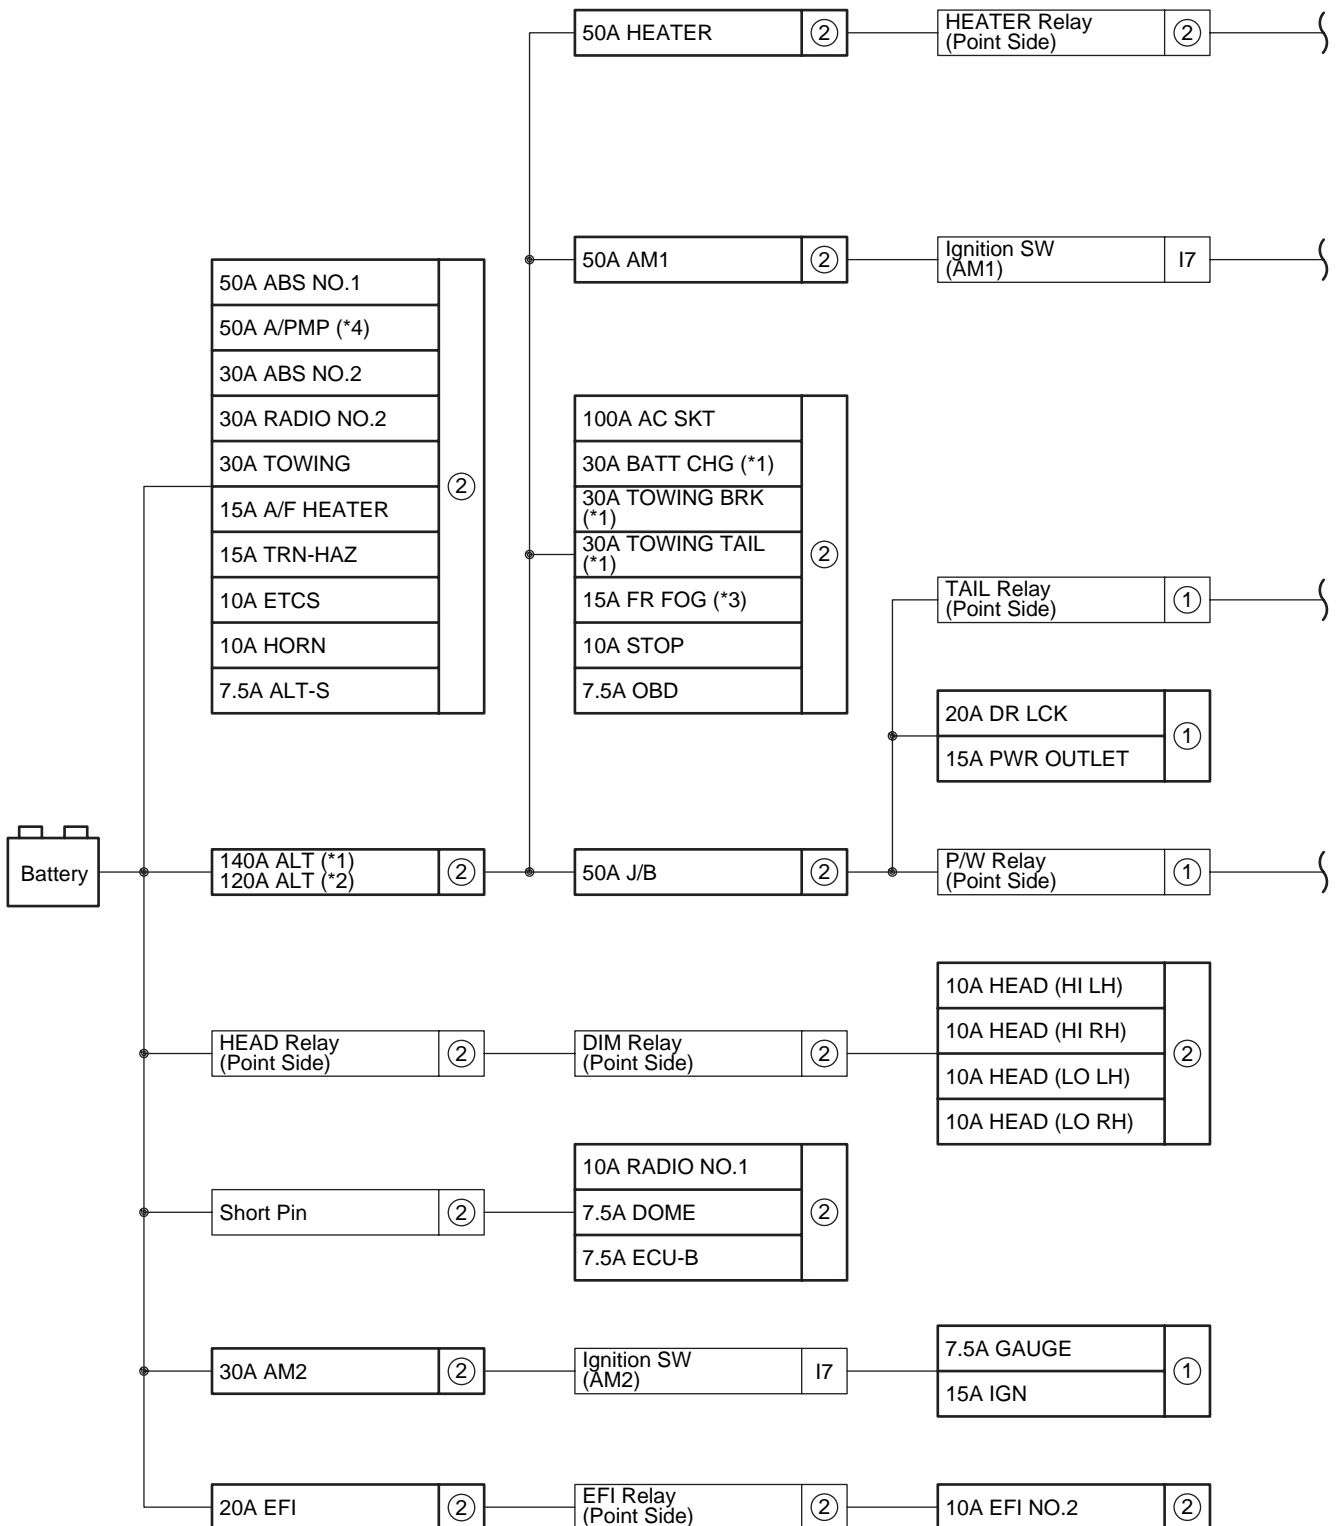 50A HEATER ②
HEATER Relay
(Point Side) ②
50A AM1 ②
Ignition SW
(AM1) I7
50A ABS NO.1
50A A/PMP (*4)
30A ABS NO.2
30A RADIO NO.2
30A TOWING
15A A/F HEATER
15A TRN-HAZ
10A ETCS
10A HORN
7.5A ALT-S
②
100A AC SKT
30A BATT CHG (*1)
30A TOWING BRK
(*1)
30A TOWING TAIL
(*1)
15A FR FOG (*3)
10A STOP
7.5A OBD
②
TAIL Relay
(Point Side) ①
20A DR LCK
15A PWR OUTLET
①
Battery
140A ALT (*1)
120A ALT (*2) ②
50A J/B ②
P/W Relay
(Point Side) ①
HEAD Relay
(Point Side) ②
DIM Relay
(Point Side) ②
10A HEAD (HI LH)
10A HEAD (HI RH)
10A HEAD (LO LH)
10A HEAD (LO RH)
②
Short Pin ②
10A RADIO NO.1
7.5A DOME
7.5A ECU-B
②
30A AM2 ②
Ignition SW
(AM2) I7
7.5A GAUGE
15A IGN
①
20A EFI ②
EFI Relay
(Point Side) ②
10A EFI NO.2 ②